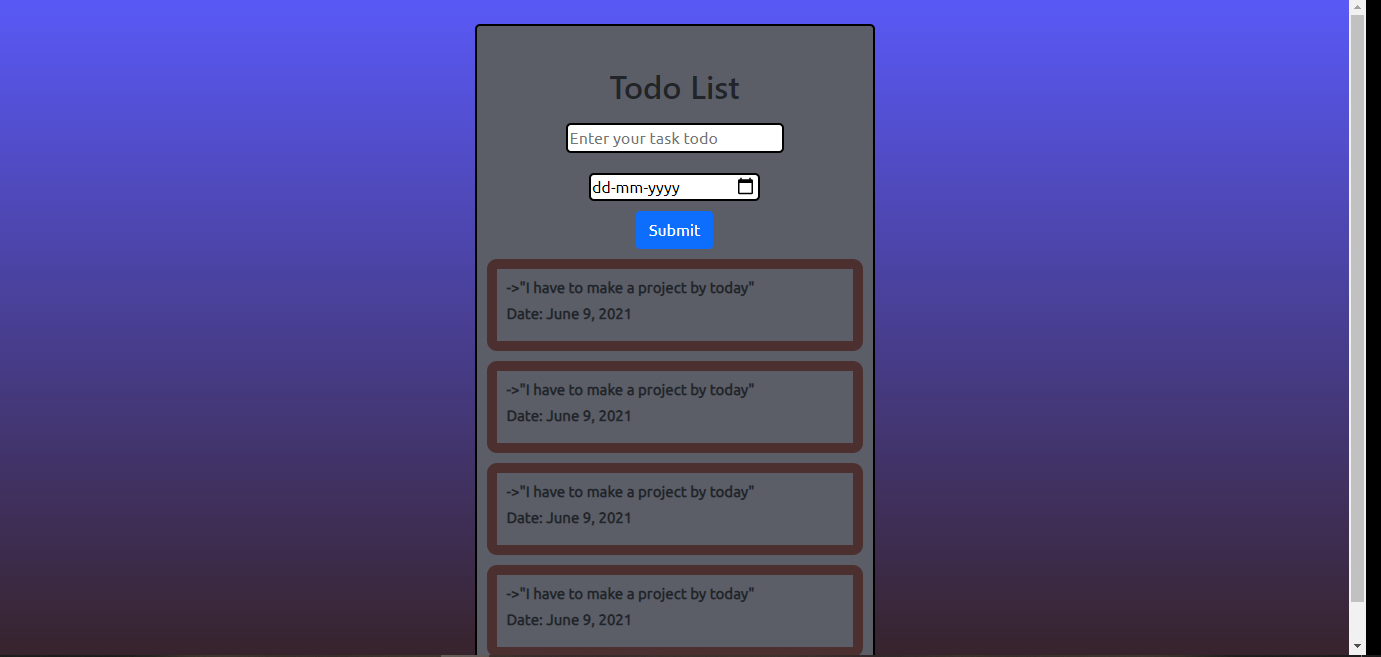 Todo List
Enter your task todo
dd-mm-yyyy
Submit
->"I have to make a project by today"
Date: June 9, 2021
->"I have to make a project by today"
Date: June 9, 2021
->"I have to make a project by today"
Date: June 9, 2021
->"I have to make a project by today"
Date: June 9, 2021